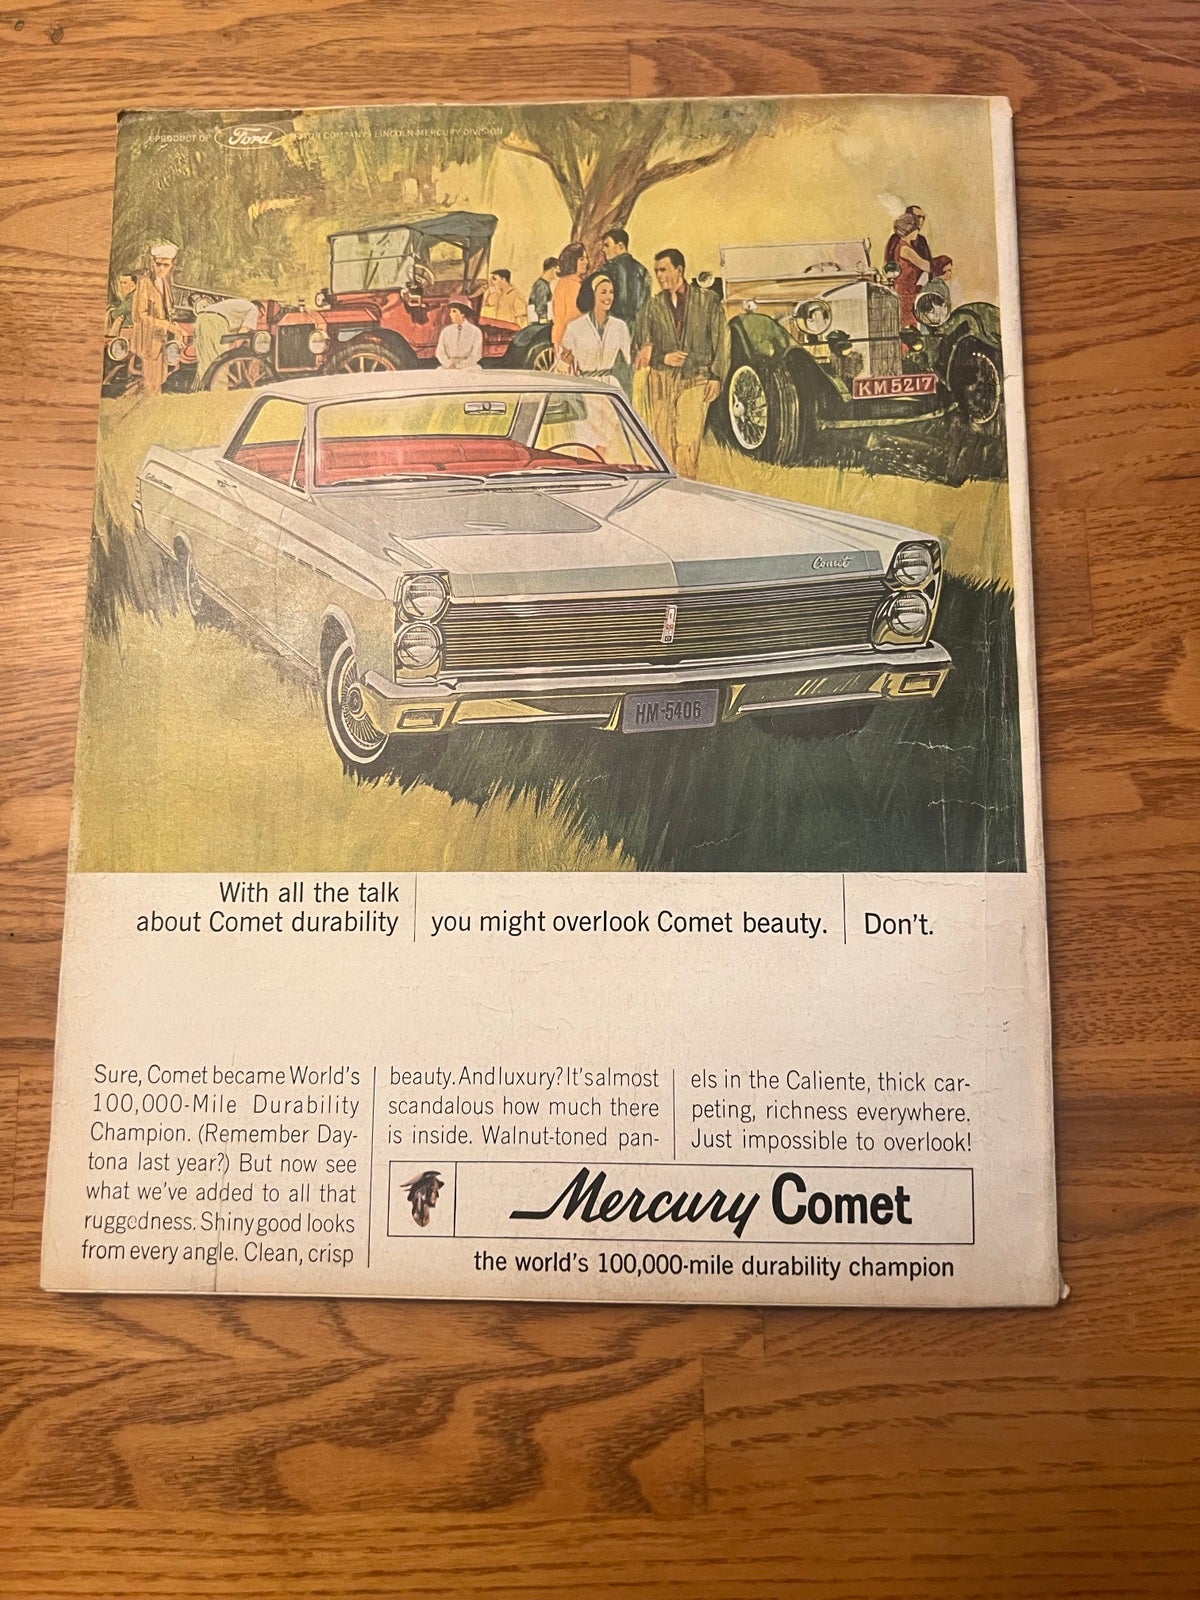 A PRODUCT OF Ford MOTOR COMPANY • LINCOLN-MERCURY DIVISION
KM 5217
Comet
HM-5406
With all the talk
about Comet durability
you might overlook Comet beauty.
Don't.
Sure, Comet became World's
100,000-Mile Durability
Champion. (Remember Day-
tona last year?) But now see
what we've added to all that
ruggedness. Shiny good looks
from every angle. Clean, crisp
beauty. And luxury? It's almost
scandalous how much there
is inside. Walnut-toned pan-
els in the Caliente, thick car-
peting, richness everywhere.
Just impossible to overlook!
Mercury Comet
the world's 100,000-mile durability champion